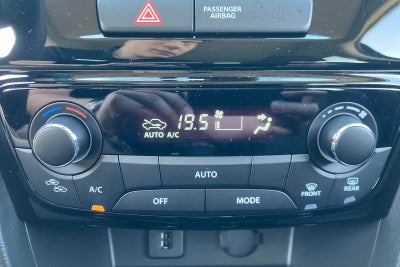 PASSENGER
AIRBAG
19.5
AUTO A/C
AUTO
A/C
FRONT
REAR
OFF
MODE